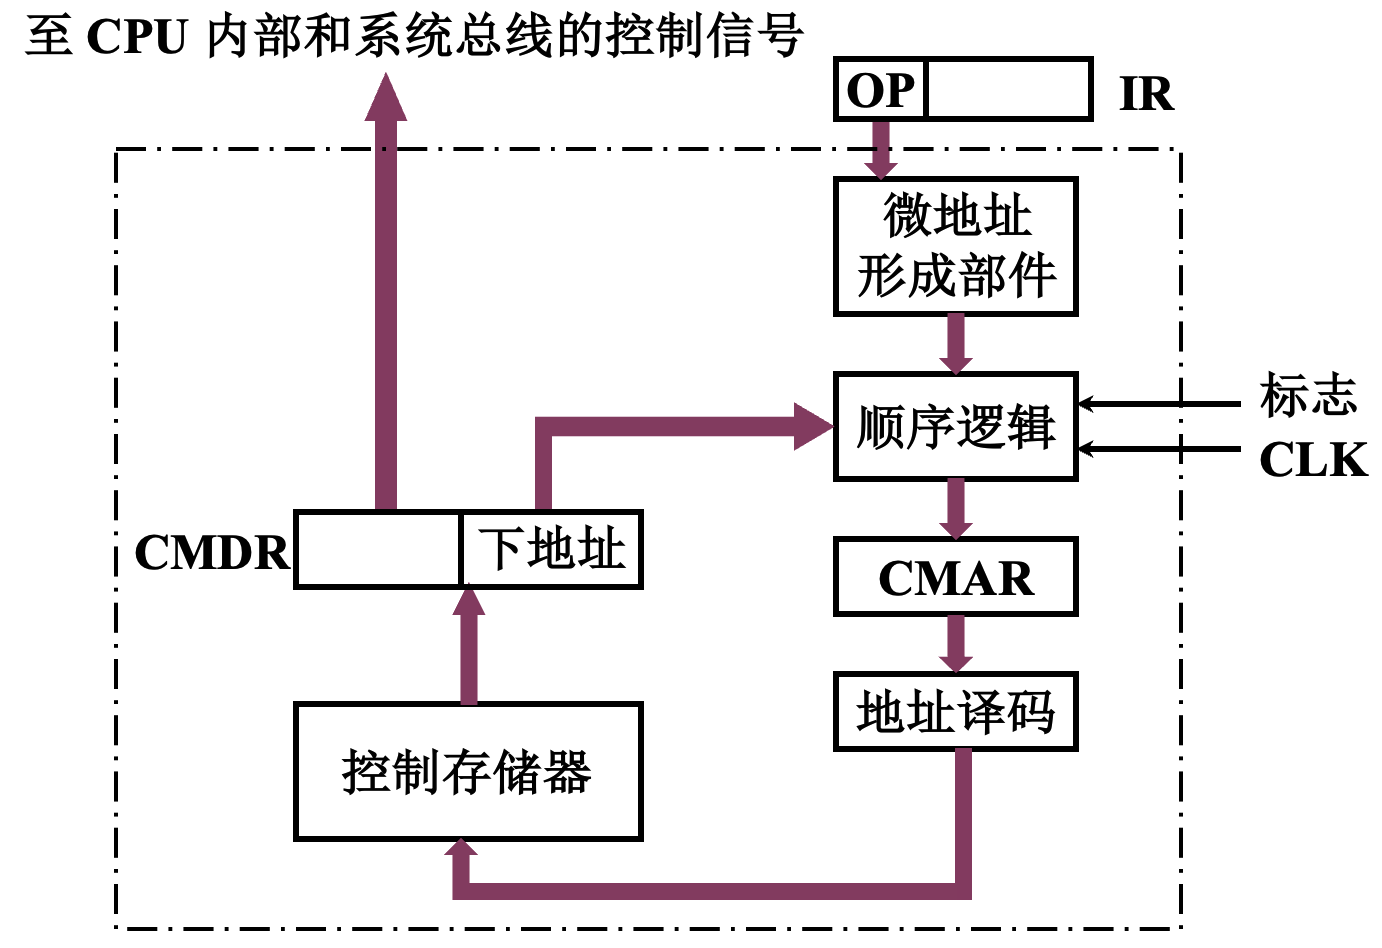 至 CPU 内部和系统总线的控制信号
OP
IR
微地址
形成部件
标志
顺序逻辑
CLK
CMDR
下地址
CMAR
地址译码
控制存储器